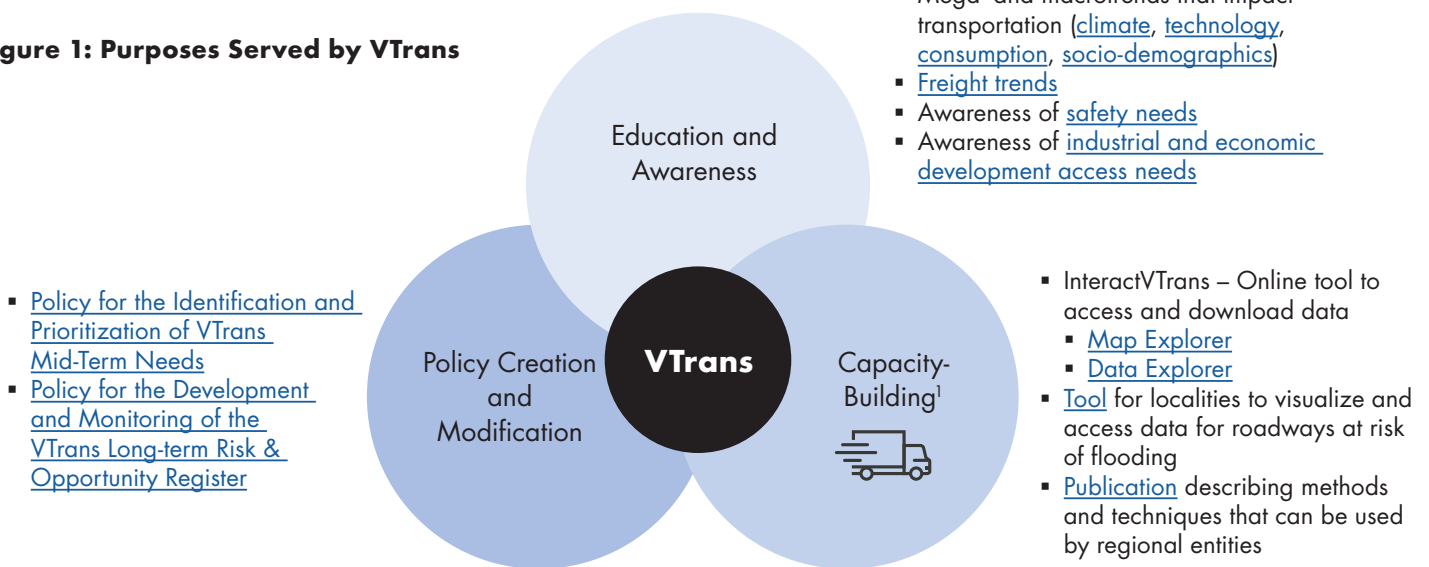 gure 1: Purposes Served by VTrans
transportation (climate, technology,
consumption, socio-demographics)
▪ Freight trends
▪ Awareness of safety needs
▪ Awareness of industrial and economic
development access needs
Education and
Awareness
▪ Policy for the Identification and
Prioritization of VTrans
Mid-Term Needs
▪ Policy for the Development
and Monitoring of the
VTrans Long-term Risk &
Opportunity Register
Policy Creation
and
Modification
VTrans
Capacity-
Building¹
▪ InteractVTrans – Online tool to
access and download data
▪ Map Explorer
▪ Data Explorer
▪ Tool for localities to visualize and
access data for roadways at risk
of flooding
▪ Publication describing methods
and techniques that can be used
by regional entities